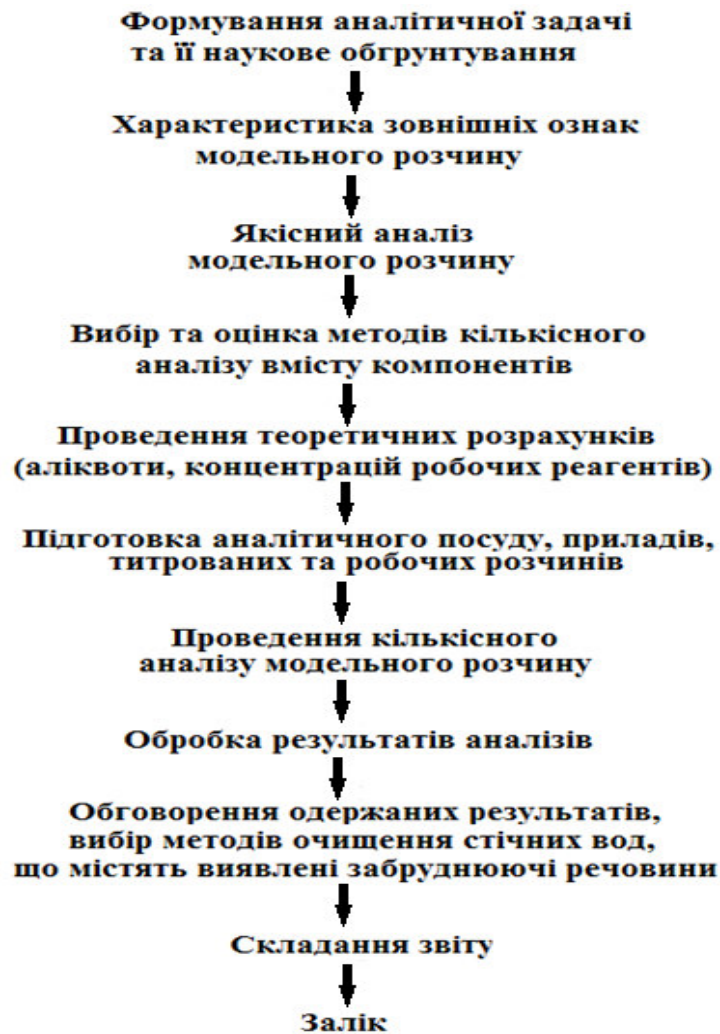 Формування аналітичної задачі
та її наукове обгрунтування
Характеристика зовнішніх ознак
модельного розчину
Якісний аналіз
модельного розчину
Вибір та оцінка методів кількісного
аналізу вмісту компонентів
Проведення теоретичних розрахунків
(аліквоти, концентрацій робочих реагентів)
Підготовка аналітичного посуду, приладів,
титрованих та робочих розчинів
Проведення кількісного
аналізу модельного розчину
Обробка результатів аналізів
Обговорення одержаних результатів,
вибір методів очищення стічних вод,
що містять виявлені забруднюючі речовини
Складання звіту
Залік